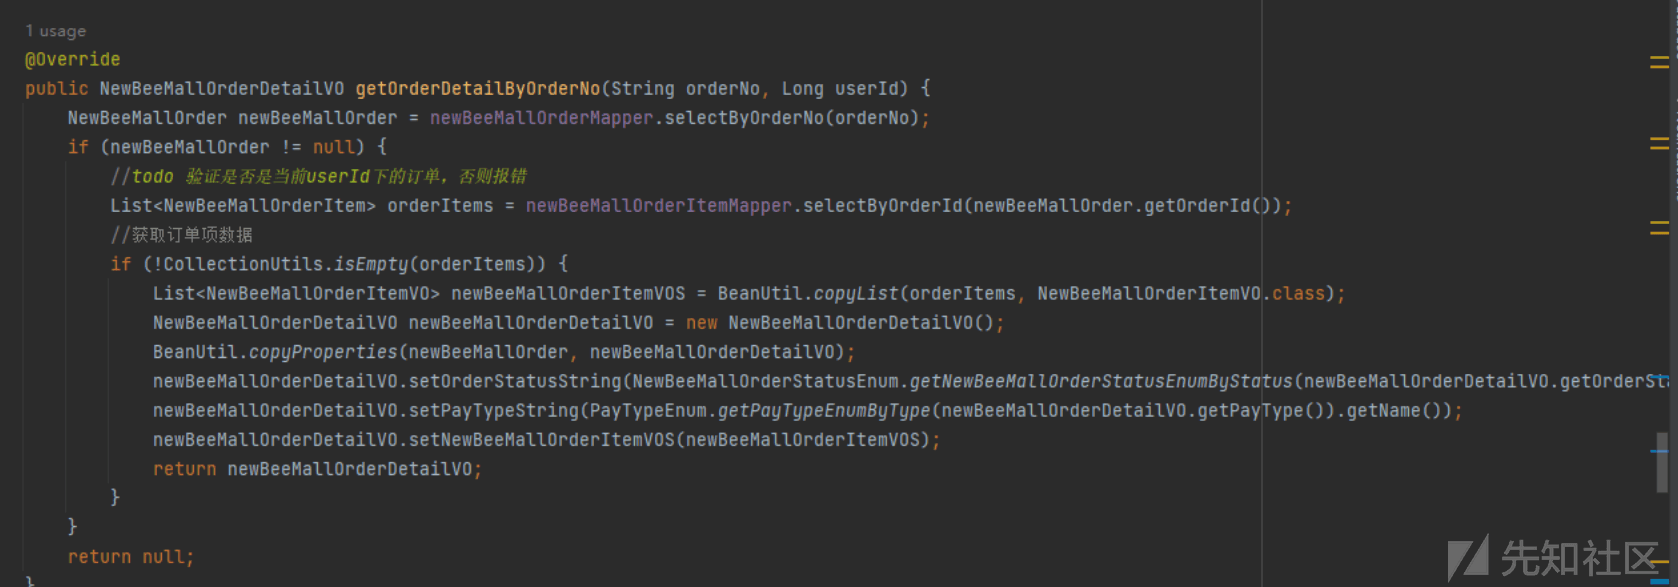 1 usage
@Override
public NewBeeMallOrderDetailVO getOrderDetailByOrderNo(String orderNo, Long userId) {
NewBeeMallOrder newBeeMallOrder = newBeeMallOrderMapper.selectByOrderNo(orderNo);
if (newBeeMallOrder != null) {
//todo 验证是否是当前userId下的订单，否则报错
List<NewBeeMallOrderItem> orderItems = newBeeMallOrderItemMapper.selectByOrderId(newBeeMallOrder.getOrderId());
//获取订单项数据
if (!CollectionUtils.isEmpty(orderItems)) {
List<NewBeeMallOrderItemVO> newBeeMallOrderItemVOS = BeanUtil.copyList(orderItems, NewBeeMallOrderItemVO.class);
NewBeeMallOrderDetailVO newBeeMallOrderDetailVO = new NewBeeMallOrderDetailVO();
BeanUtil.copyProperties(newBeeMallOrder, newBeeMallOrderDetailVO);
newBeeMallOrderDetailVO.setOrderStatusString(NewBeeMallOrderStatusEnum.getNewBeeMallOrderStatusEnumByStatus(newBeeMallOrderDetailVO.getOrderSta
newBeeMallOrderDetailVO.setPayTypeString(PayTypeEnum.getPayTypeEnumByType(newBeeMallOrderDetailVO.getPayType()).getName());
newBeeMallOrderDetailVO.setNewBeeMallOrderItemVOS(newBeeMallOrderItemVOS);
return newBeeMallOrderDetailVO;
}
}
return null;
}
先知社区